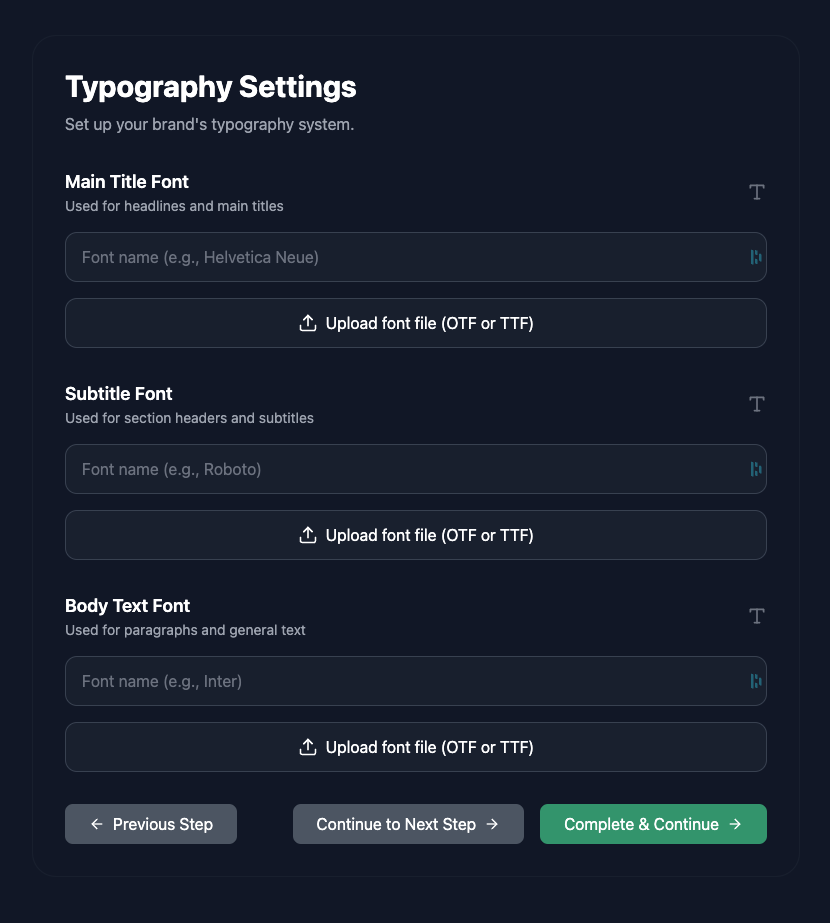 Typography Settings
Set up your brand's typography system.
Main Title Font
Used for headlines and main titles
Font name (e.g., Helvetica Neue)
Upload font file (OTF or TTF)
Subtitle Font
Used for section headers and subtitles
Font name (e.g., Roboto)
Upload font file (OTF or TTF)
Body Text Font
Used for paragraphs and general text
Font name (e.g., Inter)
Upload font file (OTF or TTF)
← Previous Step
Continue to Next Step →
Complete & Continue →